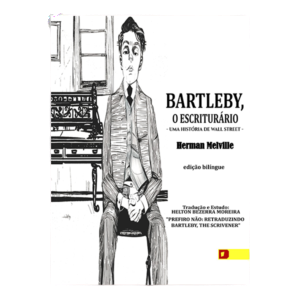 BARTLEBY,
O ESCRITURÁRIO
- UMA HISTÓRIA DE WALL STREET -
Herman Melville
edição bilíngue
Tradução e Estudo:
HELTON BEZERRA MOREIRA
"PREFIRO NÃO: RETRADUZINDO
BARTLEBY, THE SCRIVENER"